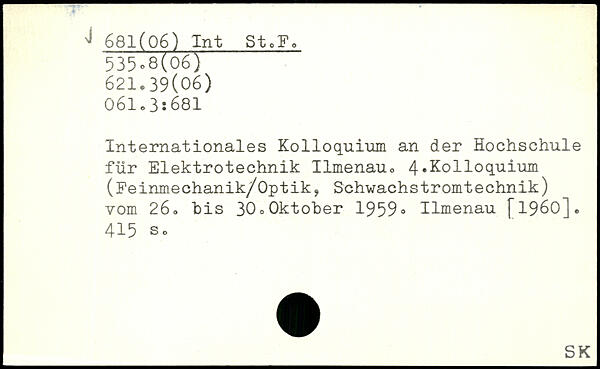 681(06) Int St.F.
535.8(06)
621.39(06)
061.3:681
Internationales Kolloquium an der Hochschule
für Elektrotechnik Ilmenau. 4.Kolloquium
(Feinmechanik/Optik, Schwachstromtechnik)
vom 26. bis 30.Oktober 1959. Ilmenau [1960].
415 s.
SK